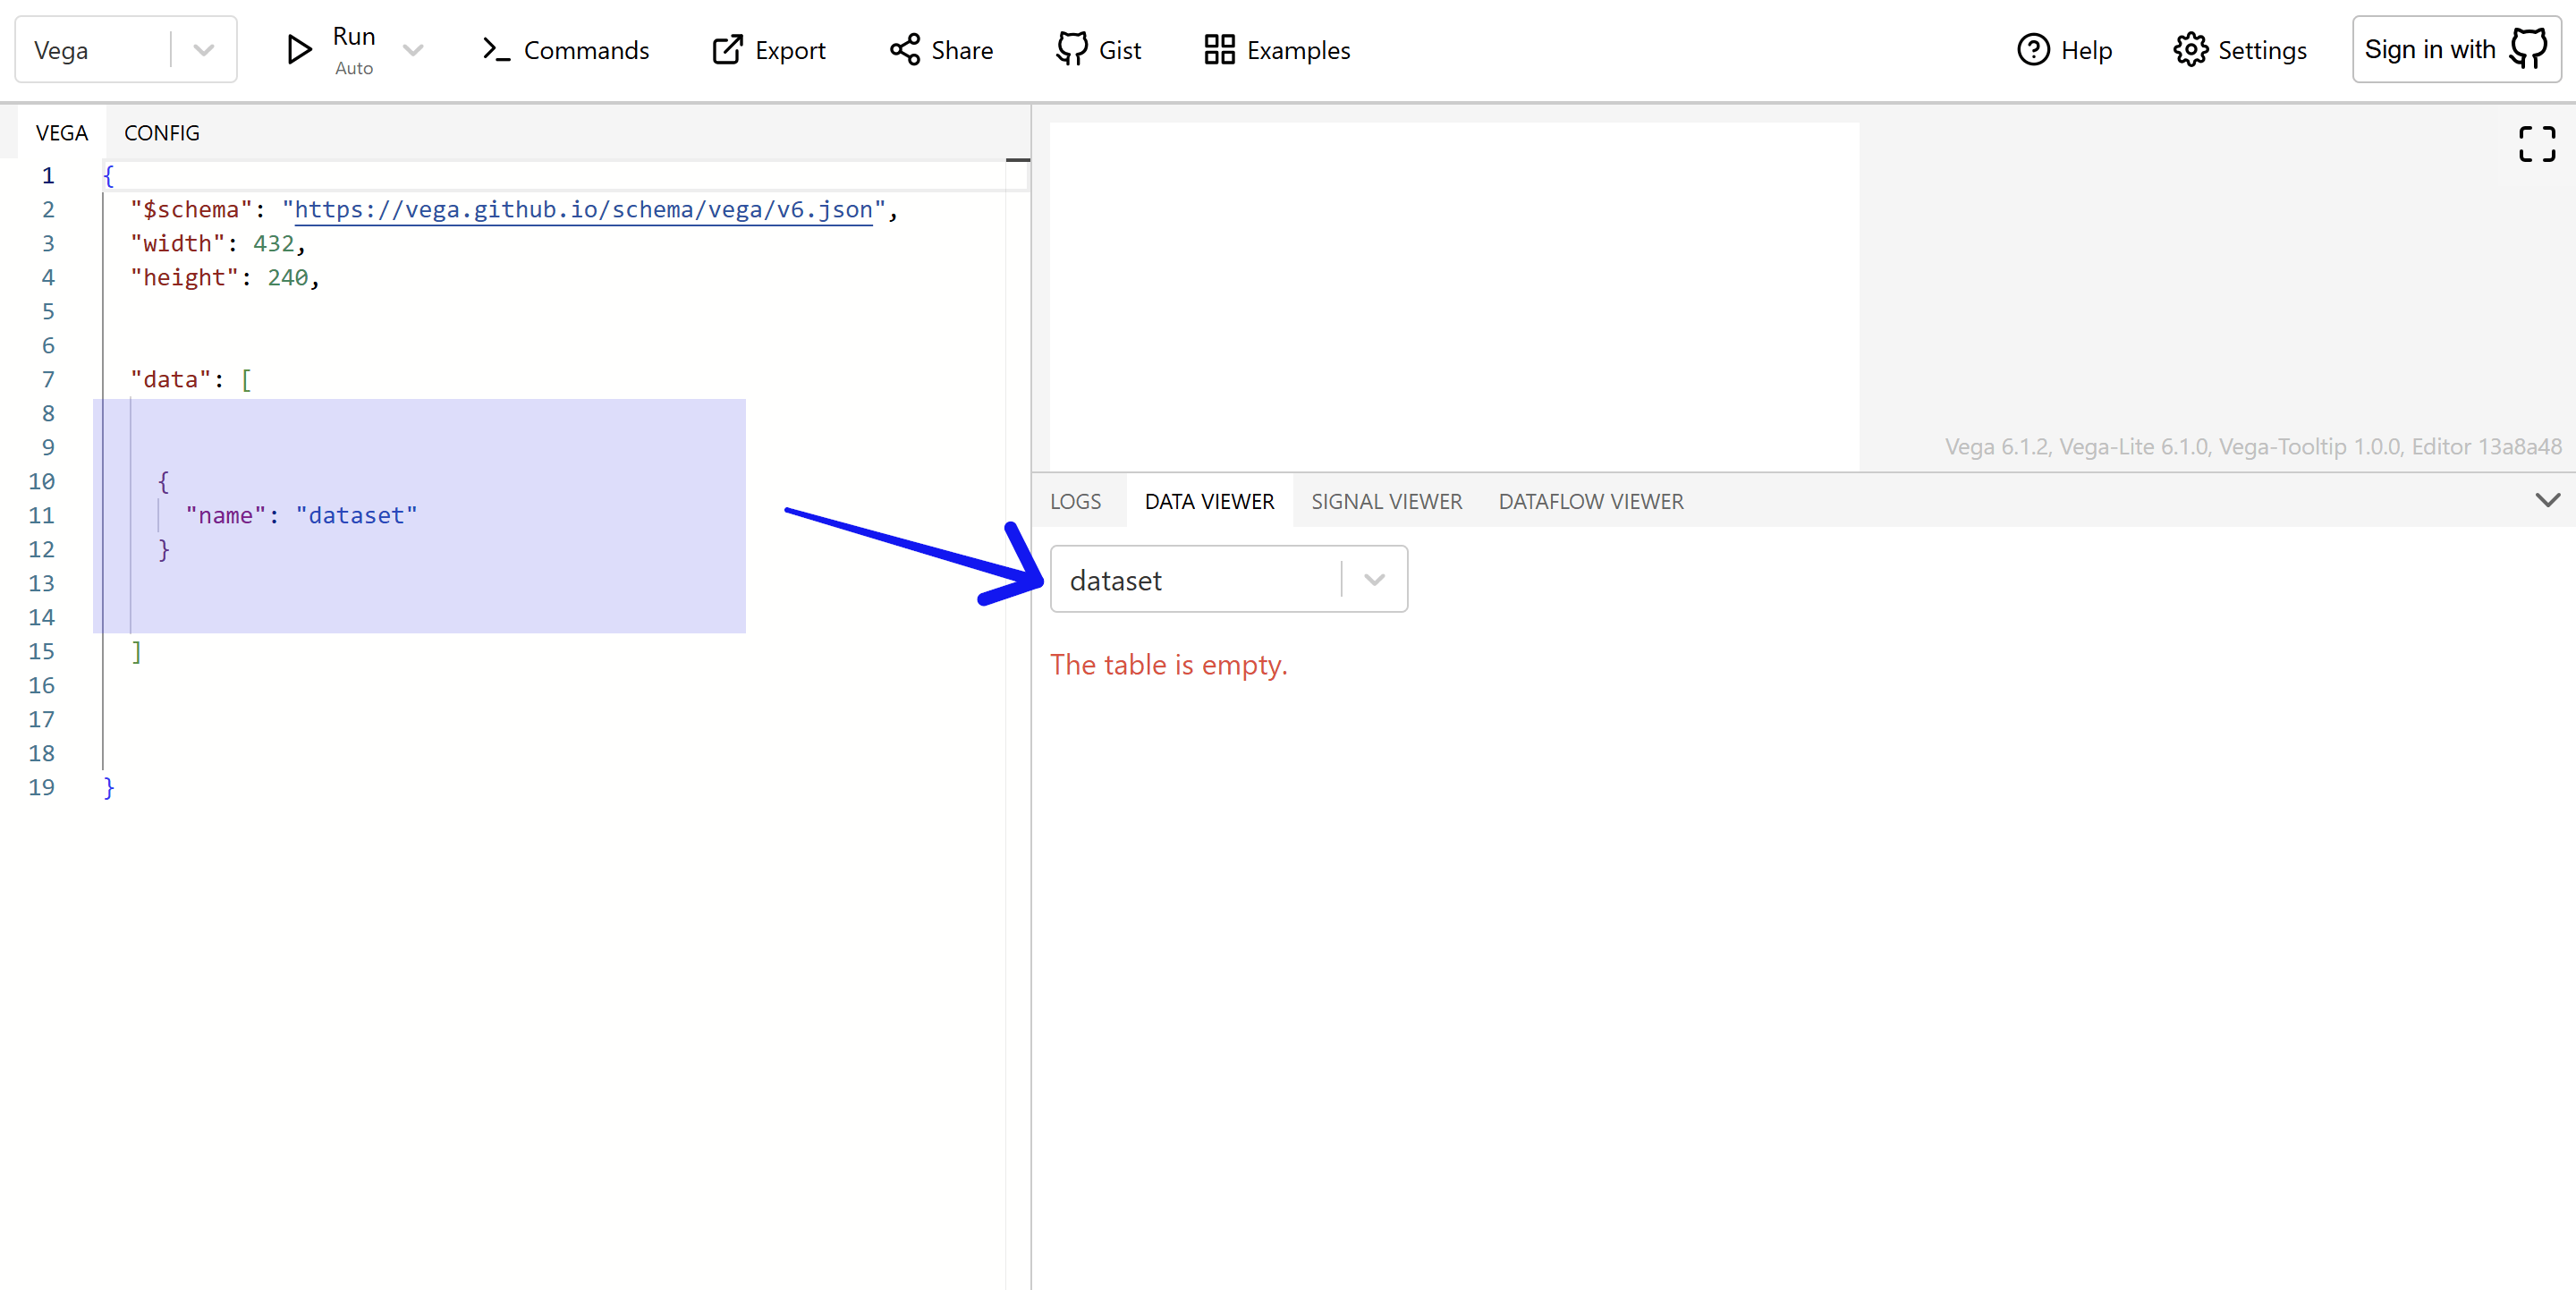 Vega
Run
Auto
Commands
Export
Share
Gist
Examples
Help
Settings
Sign in with
VEGA
CONFIG
1 {
2 "$schema": "https://vega.github.io/schema/vega/v6.json",
3 "width": 432,
4 "height": 240,
5
6
7 "data": [
8
9
10 {
11 "name": "dataset"
12 }
13
14
15 ]
16
17
18
19 }
Vega 6.1.2, Vega-Lite 6.1.0, Vega-Tooltip 1.0.0, Editor 13a8a48
LOGS
DATA VIEWER
SIGNAL VIEWER
DATAFLOW VIEWER
dataset
The table is empty.